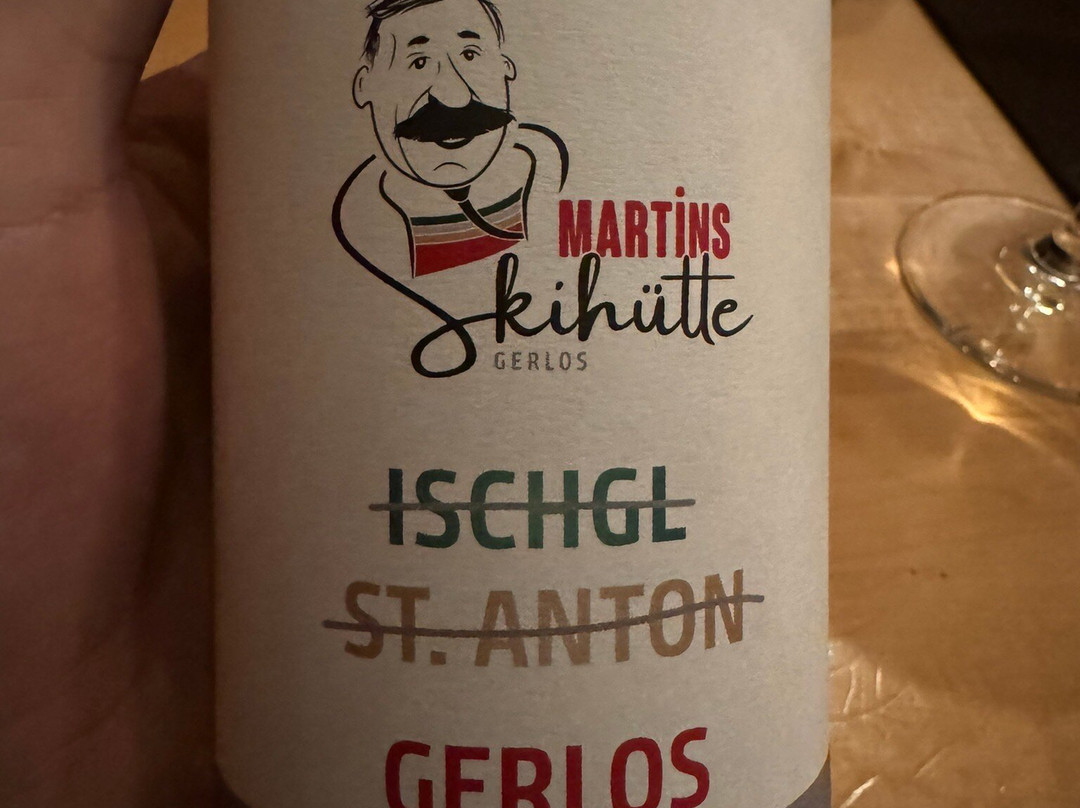 MARTINS
Skihütte
GERLOS
ISCHGL
ST. ANTON
GERLOS